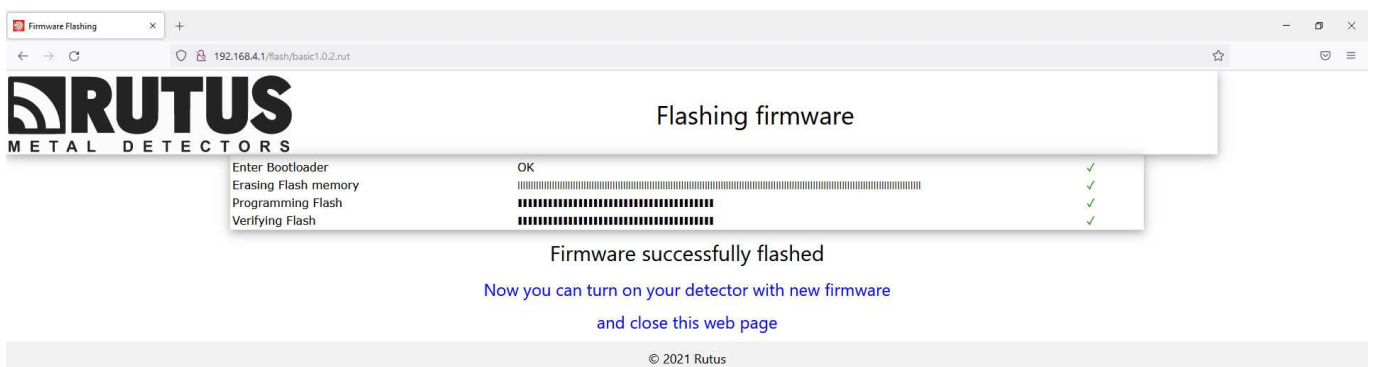 Firmware Flashing
192.168.4.1/flash/basic1.0.2.rut
RUTUS
METAL DETECTORS
Flashing firmware
Enter Bootloader OK ✓
Erasing Flash memory ✓
Programming Flash ✓
Verifying Flash ✓
Firmware successfully flashed
Now you can turn on your detector with new firmware
and close this web page
© 2021 Rutus